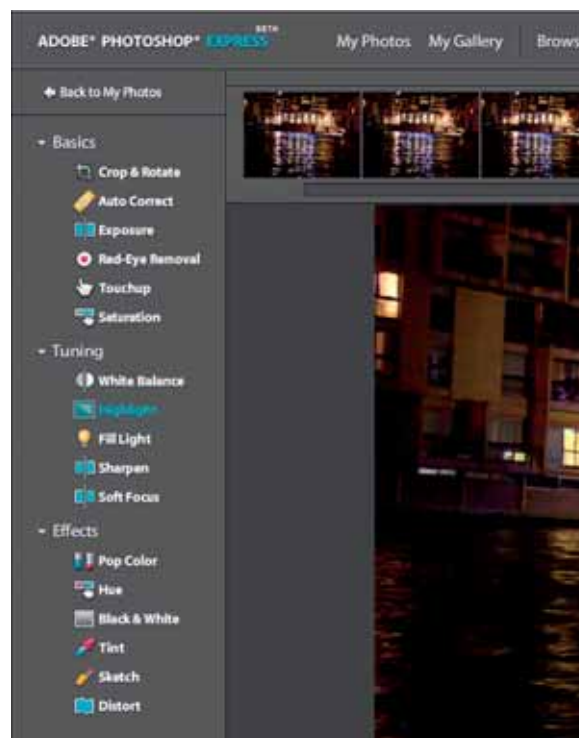 BETA
ADOBE® PHOTOSHOP® EXPRESS My Photos My Gallery Brows
Back to My Photos
Basics
Crop & Rotate
Auto Correct
Exposure
Red-Eye Removal
Touchup
Saturation
Tuning
White Balance
Highlight
Fill Light
Sharpen
Soft Focus
Effects
Pop Color
Hue
Black & White
Tint
Sketch
Distort